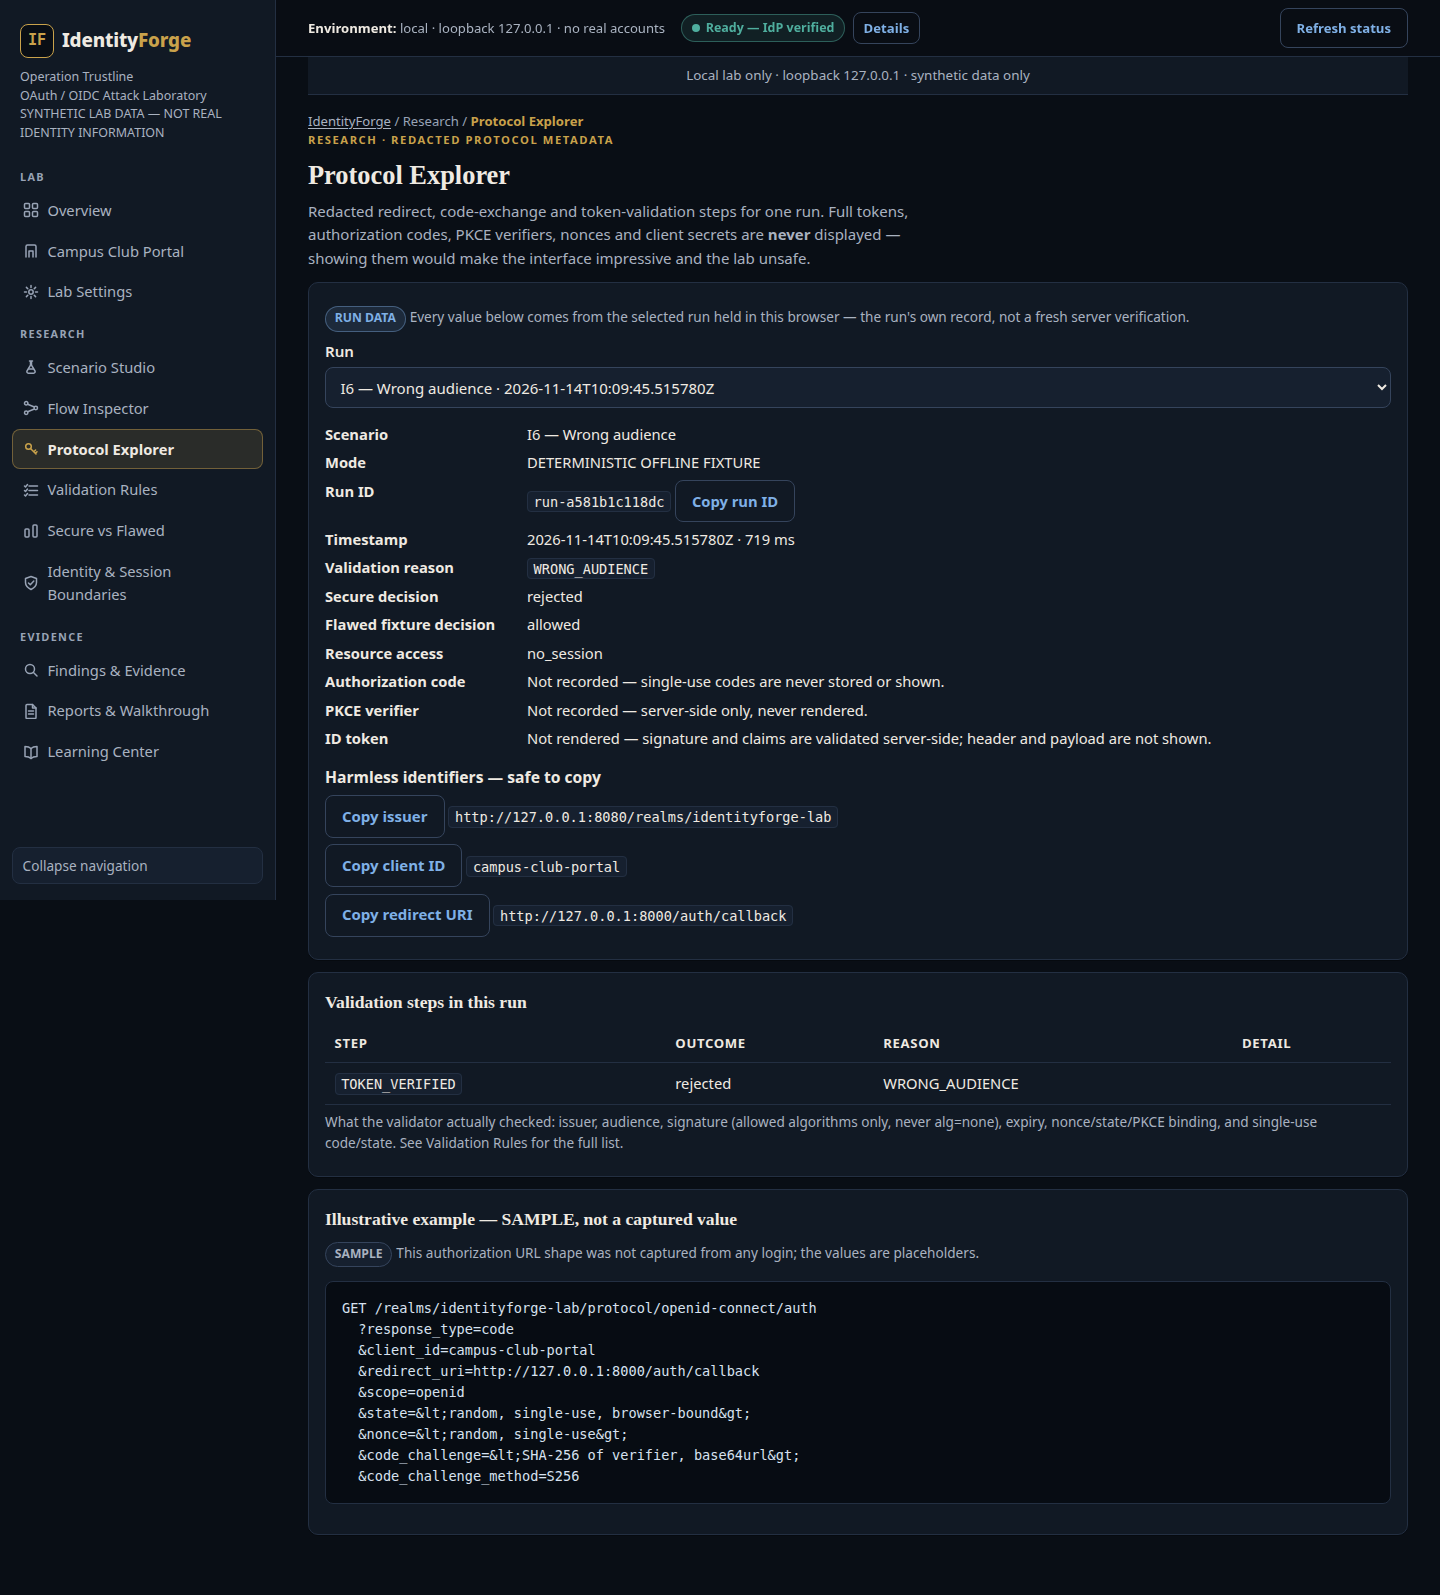 IF IdentityForge
Operation Trustline
OAuth / OIDC Attack Laboratory
SYNTHETIC LAB DATA — NOT REAL
IDENTITY INFORMATION
LAB
Overview
Campus Club Portal
Lab Settings
RESEARCH
Scenario Studio
Flow Inspector
Protocol Explorer
Validation Rules
Secure vs Flawed
Identity & Session
Boundaries
EVIDENCE
Findings & Evidence
Reports & Walkthrough
Learning Center
Collapse navigation
Environment: local · loopback 127.0.0.1 · no real accounts
Ready — IdP verified
Details
Refresh status
Local lab only · loopback 127.0.0.1 · synthetic data only
IdentityForge / Research / Protocol Explorer
RESEARCH · REDACTED PROTOCOL METADATA
Protocol Explorer
Redacted redirect, code-exchange and token-validation steps for one run. Full tokens,
authorization codes, PKCE verifiers, nonces and client secrets are never displayed —
showing them would make the interface impressive and the lab unsafe.
RUN DATA Every value below comes from the selected run held in this browser — the run's own record, not a fresh server verification.
Run
I6 — Wrong audience · 2026-11-14T10:09:45.515780Z
Scenario I6 — Wrong audience
Mode DETERMINISTIC OFFLINE FIXTURE
Run ID run-a581b1c118dc Copy run ID
Timestamp 2026-11-14T10:09:45.515780Z · 719 ms
Validation reason WRONG_AUDIENCE
Secure decision rejected
Flawed fixture decision allowed
Resource access no_session
Authorization code Not recorded — single-use codes are never stored or shown.
PKCE verifier Not recorded — server-side only, never rendered.
ID token Not rendered — signature and claims are validated server-side; header and payload are not shown.
Harmless identifiers — safe to copy
Copy issuer http://127.0.0.1:8080/realms/identityforge-lab
Copy client ID campus-club-portal
Copy redirect URI http://127.0.0.1:8000/auth/callback
Validation steps in this run
STEP OUTCOME REASON DETAIL
TOKEN_VERIFIED rejected WRONG_AUDIENCE
What the validator actually checked: issuer, audience, signature (allowed algorithms only, never alg=none), expiry, nonce/state/PKCE binding, and single-use
code/state. See Validation Rules for the full list.
Illustrative example — SAMPLE, not a captured value
SAMPLE This authorization URL shape was not captured from any login; the values are placeholders.
GET /realms/identityforge-lab/protocol/openid-connect/auth
?response_type=code
&client_id=campus-club-portal
&redirect_uri=http://127.0.0.1:8000/auth/callback
&scope=openid
&state=&lt;random, single-use, browser-bound&gt;
&nonce=&lt;random, single-use&gt;
&code_challenge=&lt;SHA-256 of verifier, base64url&gt;
&code_challenge_method=S256